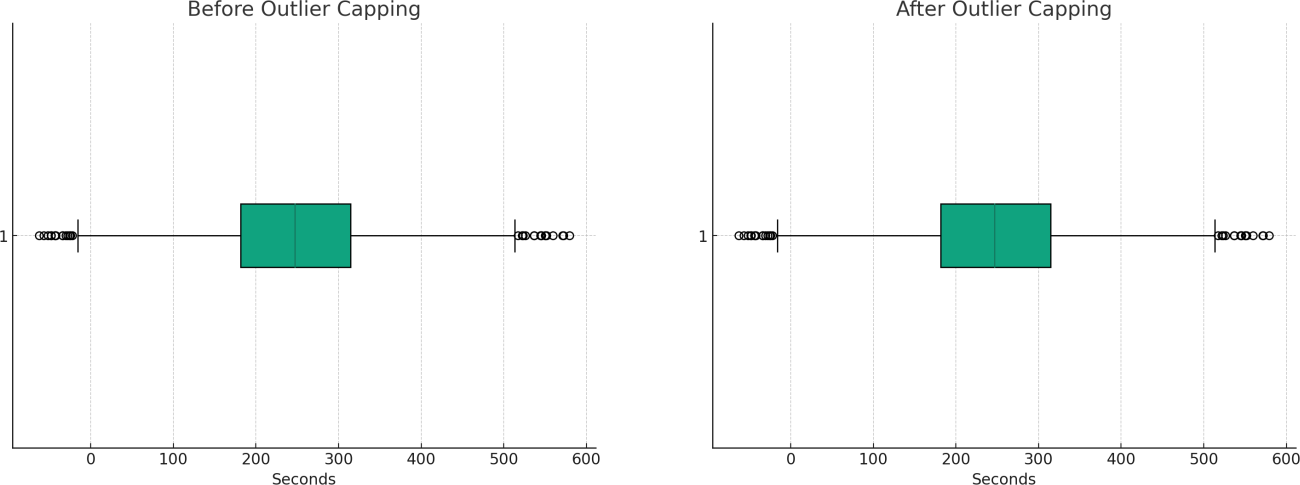 Before Outlier Capping
1
0 100 200 300 400 500 600
Seconds
After Outlier Capping
1
0 100 200 300 400 500 600
Seconds